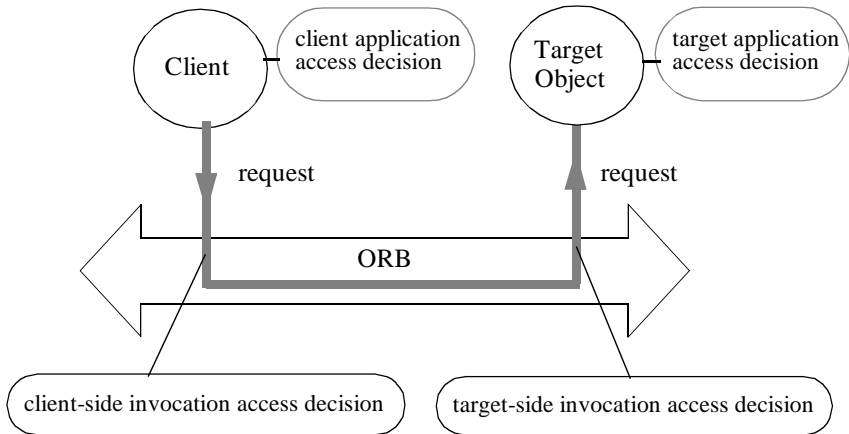 Client
client application
access decision
Target
Object
target application
access decision
request
request
ORB
client-side invocation access decision
target-side invocation access decision